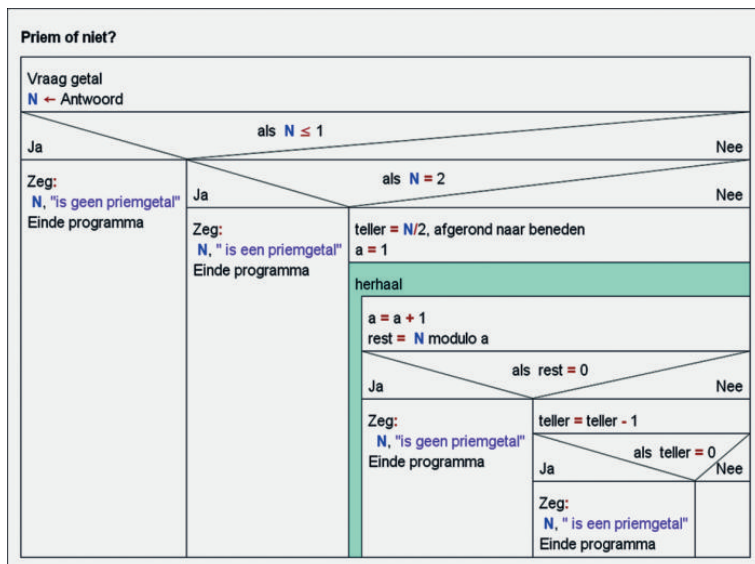 Priem of niet?
Vraag getal
N ← Antwoord
als N ≤ 1
Ja
Nee
Zeg:
N, "is geen priemgetal"
Einde programma
als N = 2
Ja
Nee
Zeg:
N, " is een priemgetal"
Einde programma
teller = N/2, afgerond naar beneden
a = 1
herhaal
a = a + 1
rest = N modulo a
als rest = 0
Ja
Nee
Zeg:
N, "is geen priemgetal"
Einde programma
teller = teller - 1
als teller = 0
Ja
Nee
Zeg:
N, " is een priemgetal"
Einde programma